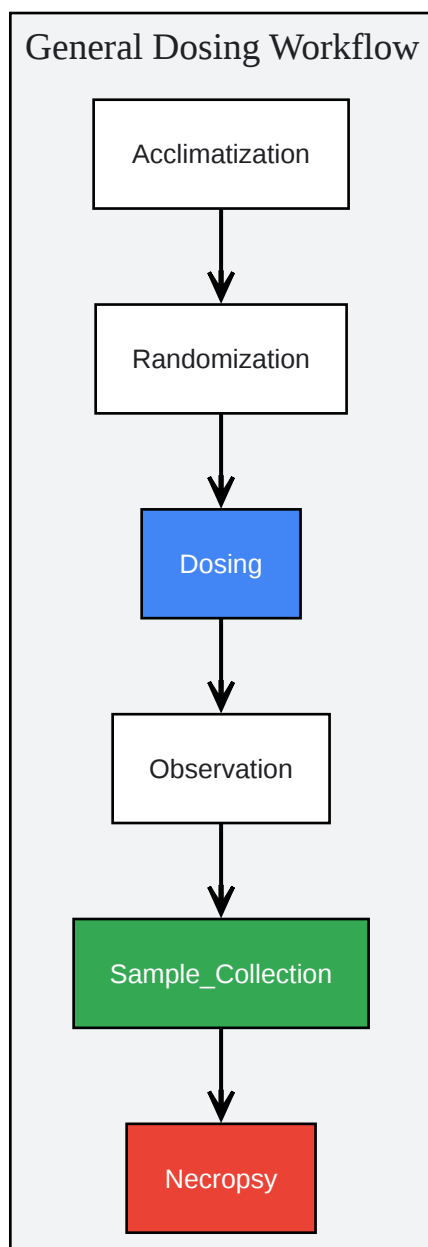 General Dosing Workflow
Acclimatization
Randomization
Dosing
Observation
Sample_Collection
Necropsy